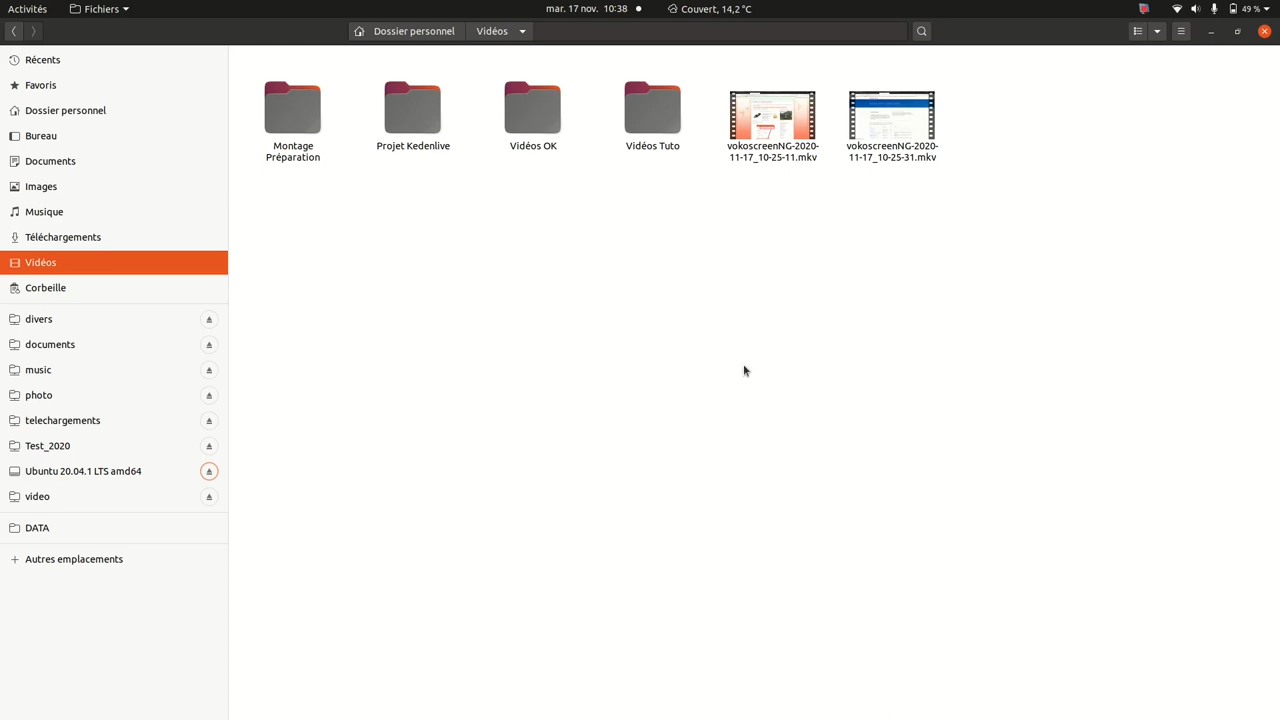 Activités
Fichiers
mar. 17 nov. 10:38
Couvert, 14,2 °C
49 %
Dossier personnel
Vidéos
Récents
Favoris
Dossier personnel
Bureau
Documents
Images
Musique
Téléchargements
Vidéos
Corbeille
divers
documents
music
photo
telechargements
Test_2020
Ubuntu 20.04.1 LTS amd64
video
DATA
Autres emplacements
Montage
Préparation
Projet Kedenlive
Vidéos OK
Vidéos Tuto
vokoscreenNG-2020-
11-17_10-25-11.mkv
vokoscreenNG-2020-
11-17_10-25-31.mkv